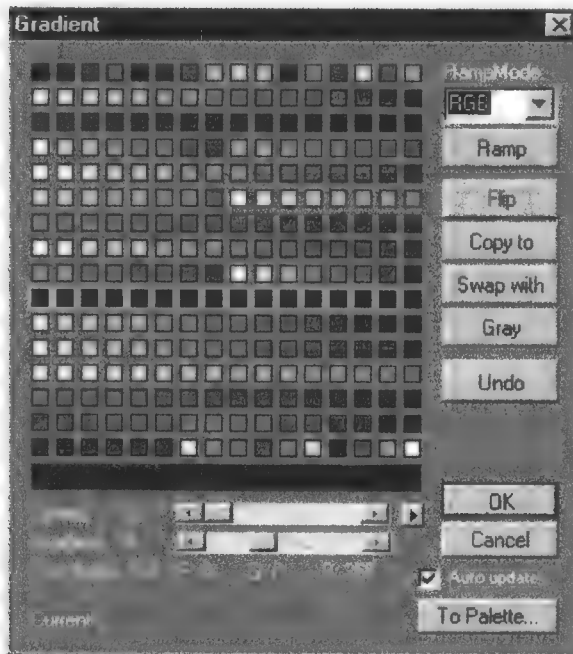 Gradient
RampMode
RGB
Ramp
Flip
Copy to
Swap with
Gray
Undo
OK
Cancel
Auto update
To Palette...
Current